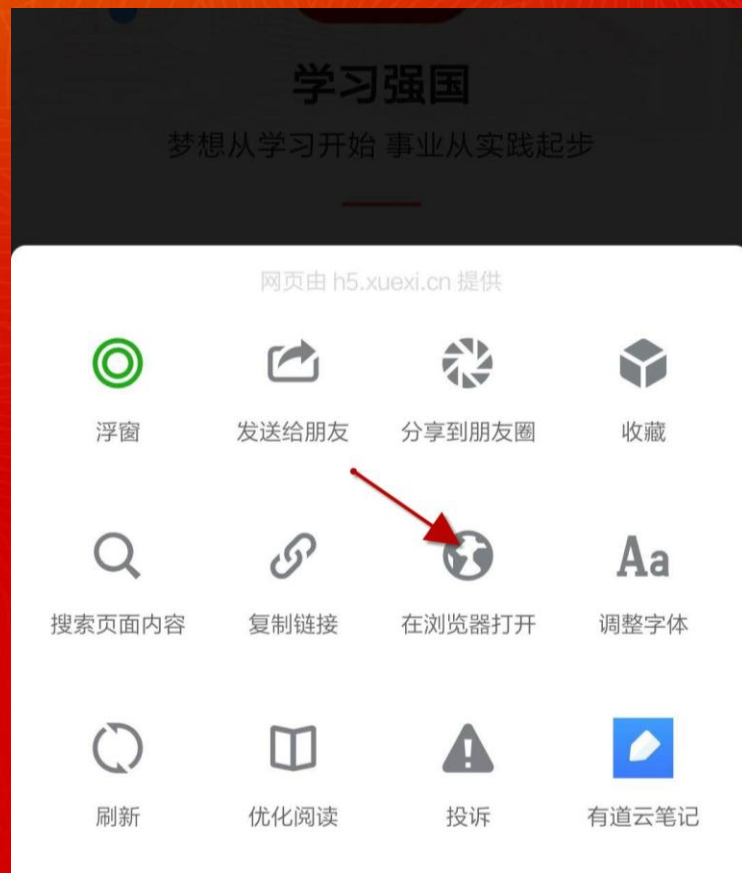 学习强国
梦想从学习开始 事业从实践起步
网页由 h5.xuexi.cn 提供
浮窗 发送给朋友 分享到朋友圈 收藏
Aa
搜索页面内容 复制链接 在浏览器打开 调整字体
刷新 优化阅读 投诉 有道云笔记